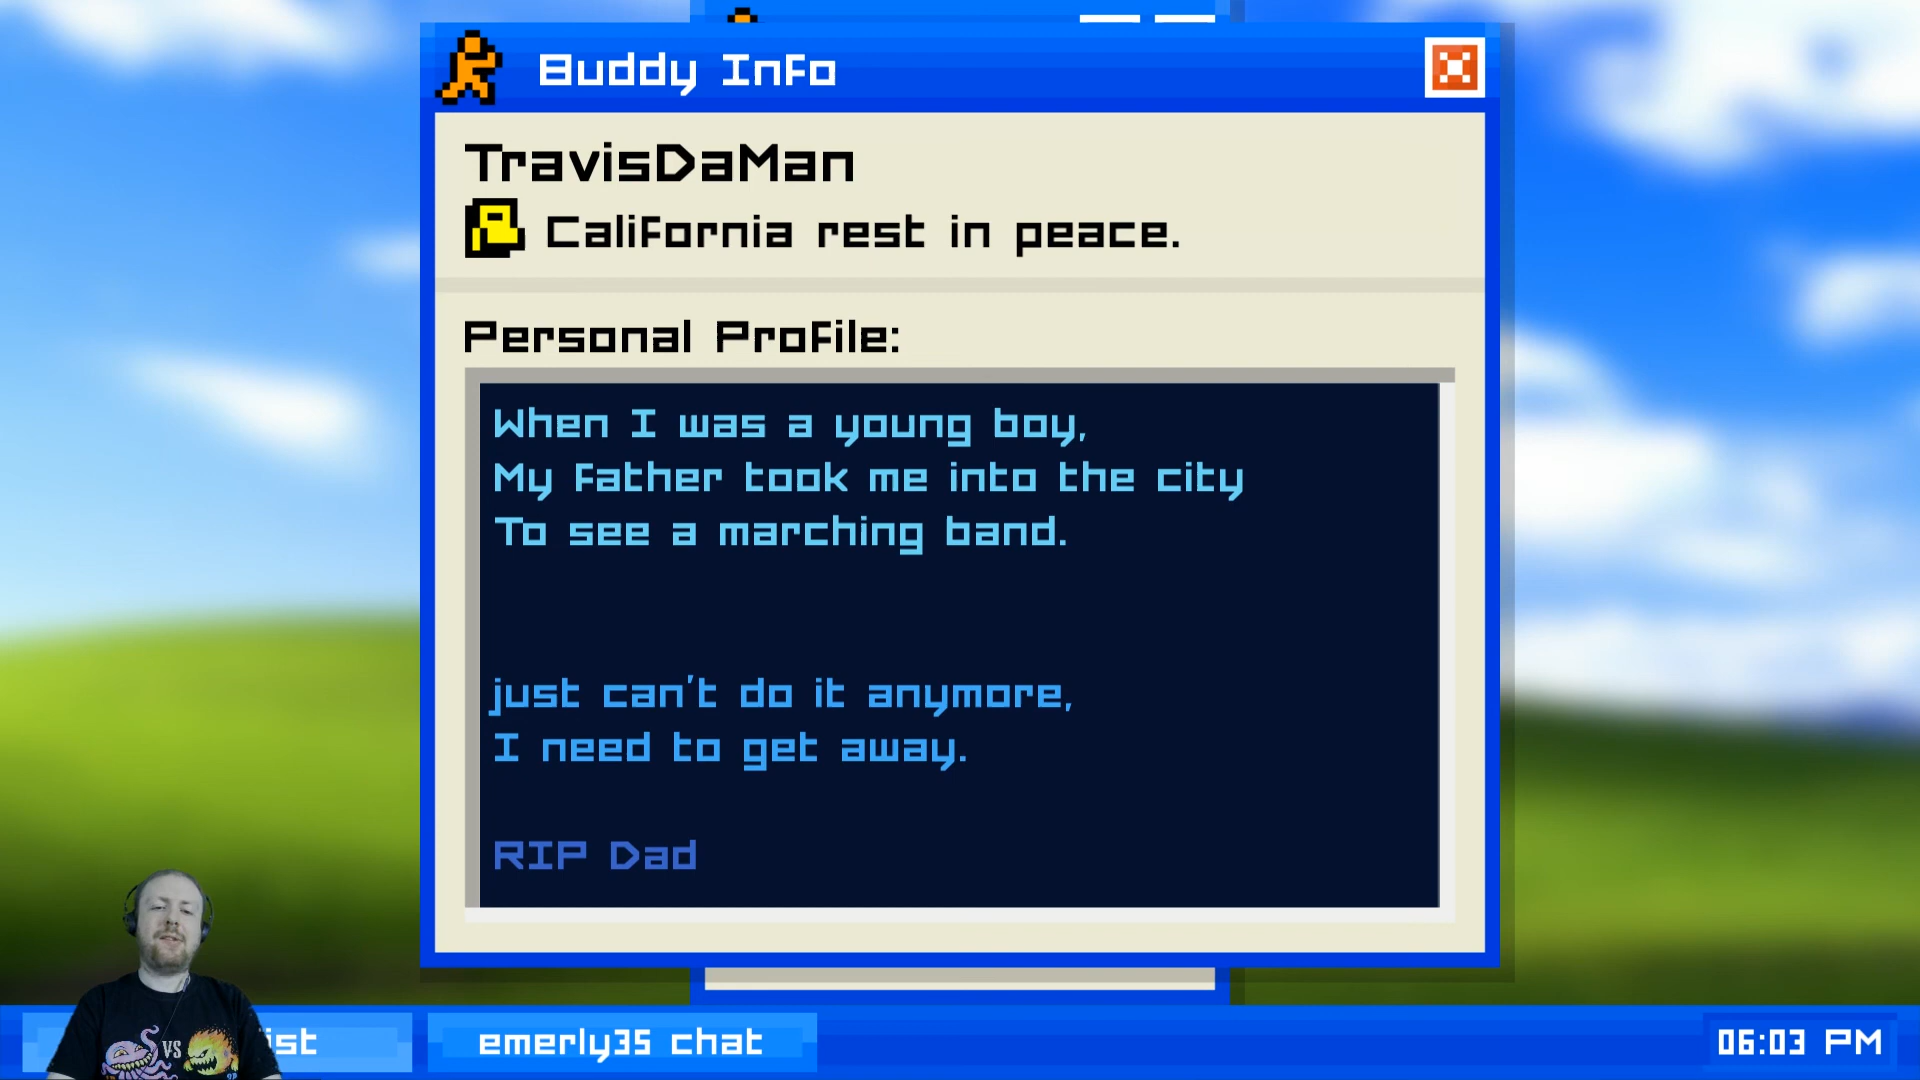 Buddy Info
TravisDaMan
California rest in peace.
Personal Profile:
When I was a young boy,
My father took me into the city
To see a marching band.
just can't do it anymore,
I need to get away.
RIP Dad
VS
ist
emerly35 chat
06:03 PM